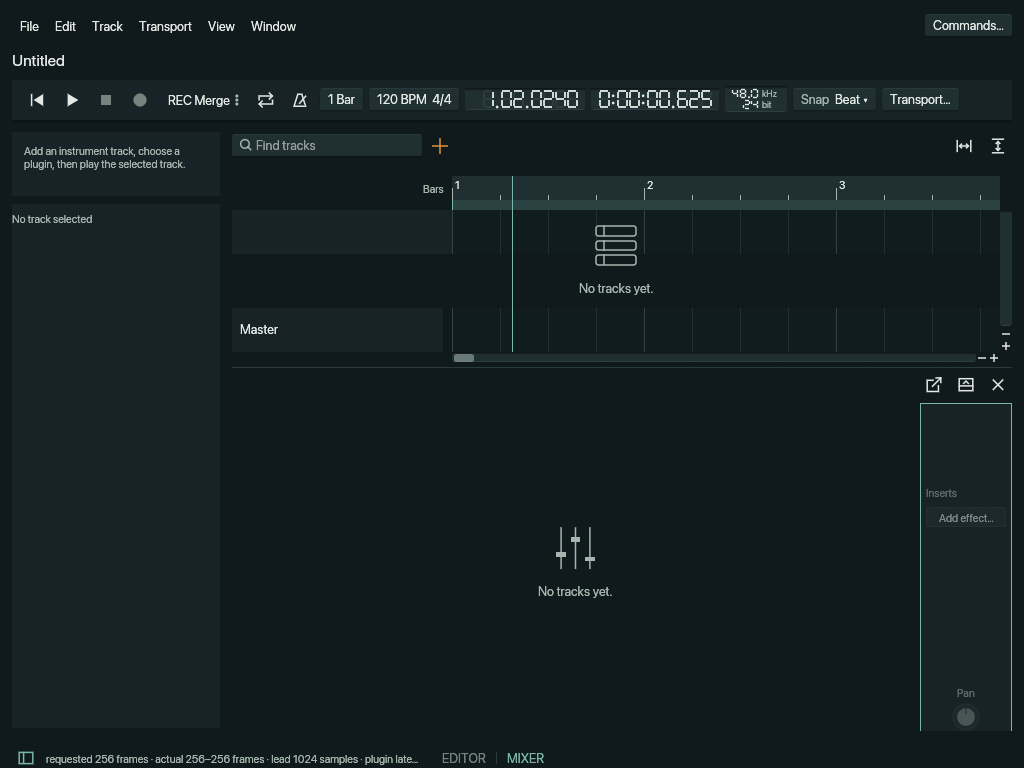 File Edit Track Transport View Window Commands...
Untitled
REC Merge 1 Bar 120 BPM 4/4 1.02.0240 0:00:00.625 48.0 kHz 24 bit Snap Beat Transport...
Add an instrument track, choose a
plugin, then play the selected track.
Find tracks
No track selected
Bars 1 2 3
No tracks yet.
Master
Inserts
Add effect...
No tracks yet.
Pan
requested 256 frames · actual 256–256 frames · lead 1024 samples · plugin late...
EDITOR MIXER